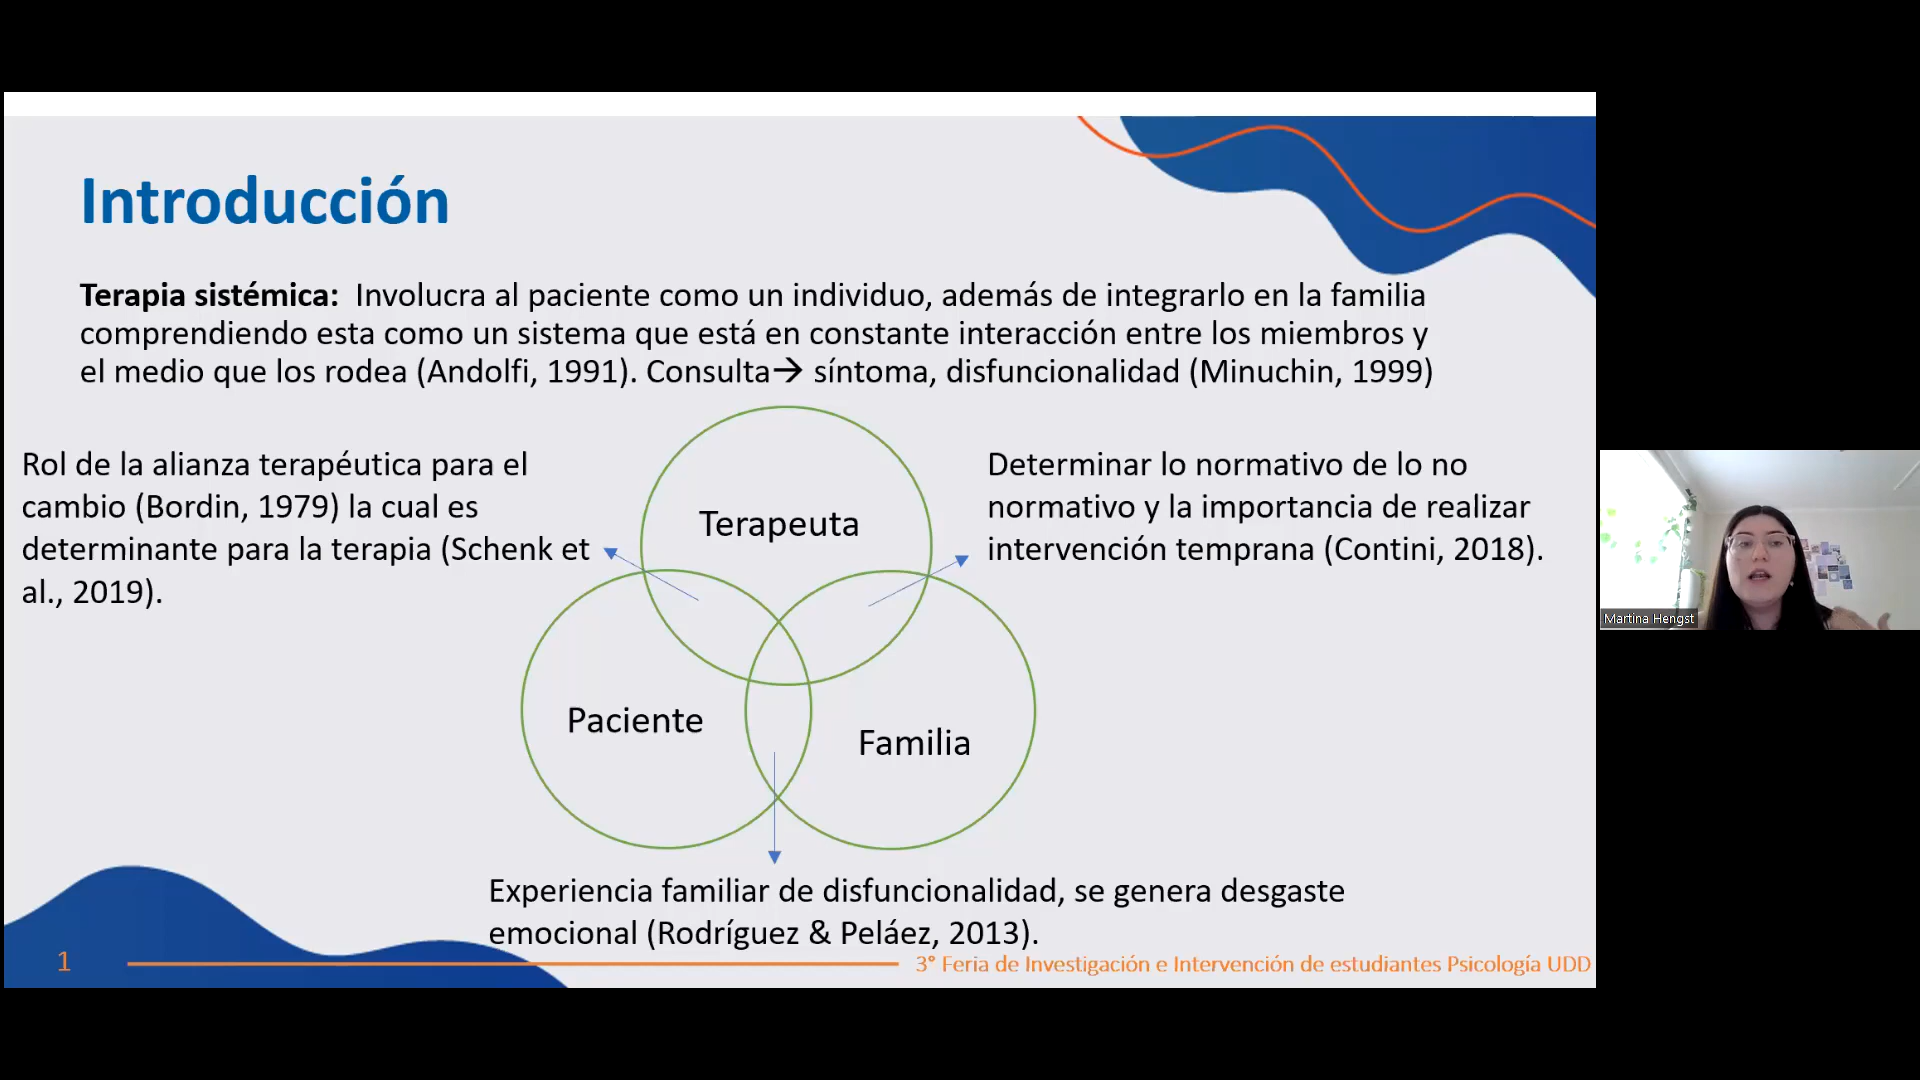 Introducción
Terapia sistémica: Involucra al paciente como un individuo, además de integrarlo en la familia
comprendiendo esta como un sistema que está en constante interacción entre los miembros y
el medio que los rodea (Andolfi, 1991). Consulta→ síntoma, disfuncionalidad (Minuchin, 1999)
Rol de la alianza terapéutica para el
cambio (Bordin, 1979) la cual es
determinante para la terapia (Schenk et
al., 2019).
Terapeuta
Determinar lo normativo de lo no
normativo y la importancia de realizar
intervención temprana (Contini, 2018).
Paciente
Familia
Experiencia familiar de disfuncionalidad, se genera desgaste
emocional (Rodríguez & Peláez, 2013).
1
3° Feria de Investigación e Intervención de estudiantes Psicología UDD
Martina Hengst